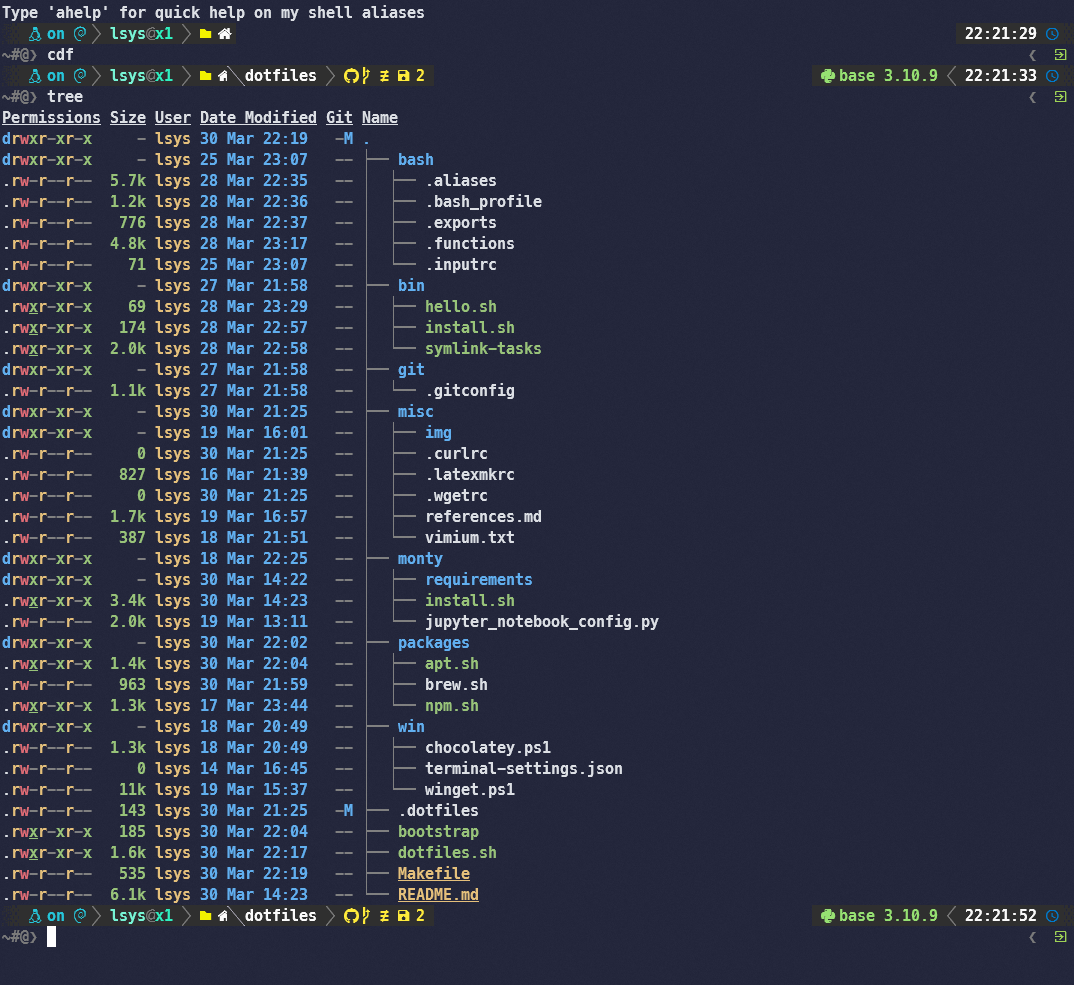 Type 'ahelp' for quick help on my shell aliases
on lsys@x1 22:21:29
~#@❯ cdf ❮
on lsys@x1 dotfiles ≢ 2 base 3.10.9 22:21:33
~#@❯ tree ❮
Permissions Size User Date Modified Git Name
drwxr-xr-x - lsys 30 Mar 22:19 -M .
drwxr-xr-x - lsys 25 Mar 23:07 -- ├── bash
.rw-r--r-- 5.7k lsys 28 Mar 22:35 -- │ ├── .aliases
.rw-r--r-- 1.2k lsys 28 Mar 22:36 -- │ ├── .bash_profile
.rw-r--r-- 776 lsys 28 Mar 22:37 -- │ ├── .exports
.rw-r--r-- 4.8k lsys 28 Mar 23:17 -- │ ├── .functions
.rw-r--r-- 71 lsys 25 Mar 23:07 -- │ └── .inputrc
drwxr-xr-x - lsys 27 Mar 21:58 -- ├── bin
.rwxr-xr-x 69 lsys 28 Mar 23:29 -- │ ├── hello.sh
.rwxr-xr-x 174 lsys 28 Mar 22:57 -- │ ├── install.sh
.rwxr-xr-x 2.0k lsys 28 Mar 22:58 -- │ └── symlink-tasks
drwxr-xr-x - lsys 27 Mar 21:58 -- ├── git
.rw-r--r-- 1.1k lsys 27 Mar 21:58 -- │ └── .gitconfig
drwxr-xr-x - lsys 30 Mar 21:25 -- ├── misc
drwxr-xr-x - lsys 19 Mar 16:01 -- │ ├── img
.rw-r--r-- 0 lsys 30 Mar 21:25 -- │ ├── .curlrc
.rw-r--r-- 827 lsys 16 Mar 21:39 -- │ ├── .latexmkrc
.rw-r--r-- 0 lsys 30 Mar 21:25 -- │ ├── .wgetrc
.rw-r--r-- 1.7k lsys 19 Mar 16:57 -- │ ├── references.md
.rw-r--r-- 387 lsys 18 Mar 21:51 -- │ └── vimium.txt
drwxr-xr-x - lsys 18 Mar 22:25 -- ├── monty
drwxr-xr-x - lsys 30 Mar 14:22 -- │ ├── requirements
.rwxr-xr-x 3.4k lsys 30 Mar 14:23 -- │ ├── install.sh
.rw-r--r-- 2.0k lsys 19 Mar 13:11 -- │ └── jupyter_notebook_config.py
drwxr-xr-x - lsys 30 Mar 22:02 -- ├── packages
.rwxr-xr-x 1.4k lsys 30 Mar 22:04 -- │ ├── apt.sh
.rw-r--r-- 963 lsys 30 Mar 21:59 -- │ ├── brew.sh
.rwxr-xr-x 1.3k lsys 17 Mar 23:44 -- │ └── npm.sh
drwxr-xr-x - lsys 18 Mar 20:49 -- ├── win
.rw-r--r-- 1.3k lsys 18 Mar 20:49 -- │ ├── chocolatey.ps1
.rw-r--r-- 0 lsys 14 Mar 16:45 -- │ ├── terminal-settings.json
.rw-r--r-- 11k lsys 19 Mar 15:37 -- │ └── winget.ps1
.rw-r--r-- 143 lsys 30 Mar 21:25 -M ├── .dotfiles
.rwxr-xr-x 185 lsys 30 Mar 22:04 -- ├── bootstrap
.rwxr-xr-x 1.6k lsys 30 Mar 22:17 -- ├── dotfiles.sh
.rw-r--r-- 535 lsys 30 Mar 22:19 -- ├── Makefile
.rw-r--r-- 6.1k lsys 30 Mar 14:23 -- └── README.md
on lsys@x1 dotfiles ≢ 2 base 3.10.9 22:21:52
~#@❯ ❮